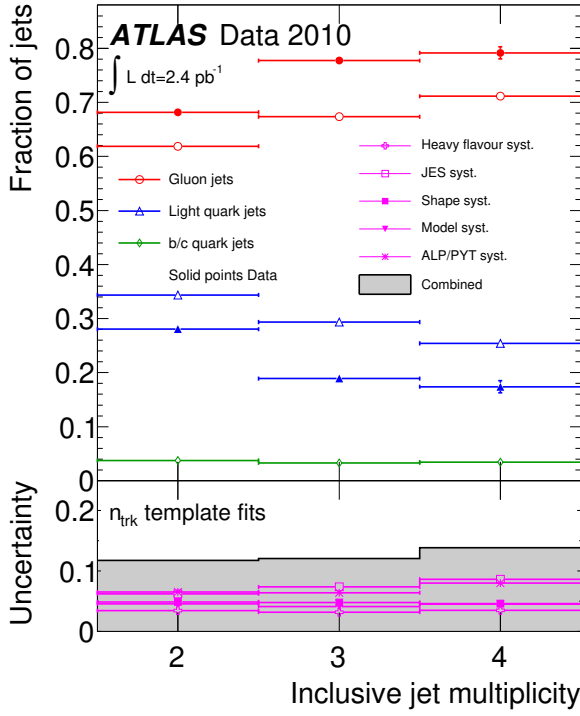 Fraction of jets
0.8
0.7
0.6
0.5
0.4
0.3
0.2
0.1
0
ATLAS Data 2010
∫ L dt=2.4 pb⁻¹
Gluon jets
Light quark jets
b/c quark jets
Solid points Data
Heavy flavour syst.
JES syst.
Shape syst.
Model syst.
ALP/PYT syst.
Combined
Uncertainty
0.2
0.1
0
n_trk template fits
2 3 4
Inclusive jet multiplicity